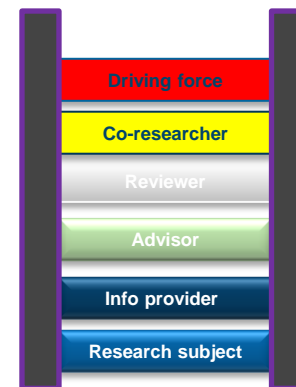 Driving force
Co-researcher
Reviewer
Advisor
Info provider
Research subject